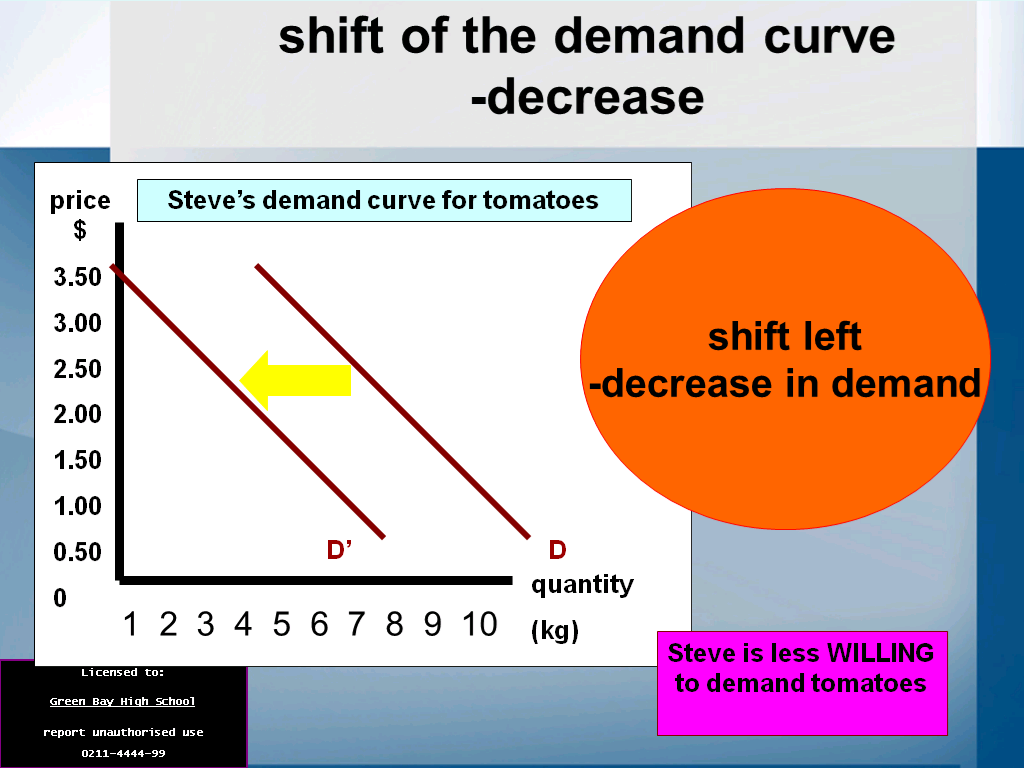 shift of the demand curve
-decrease
price
$
Steve's demand curve for tomatoes
3.50
3.00
2.50
2.00
1.50
1.00
0.50
0
D’
D
quantity
(kg)
1 2 3 4 5 6 7 8 9 10
shift left
-decrease in demand
Steve is less WILLING
to demand tomatoes
Licensed to:
Green Bay High School
report unauthorised use
0211-4444-99